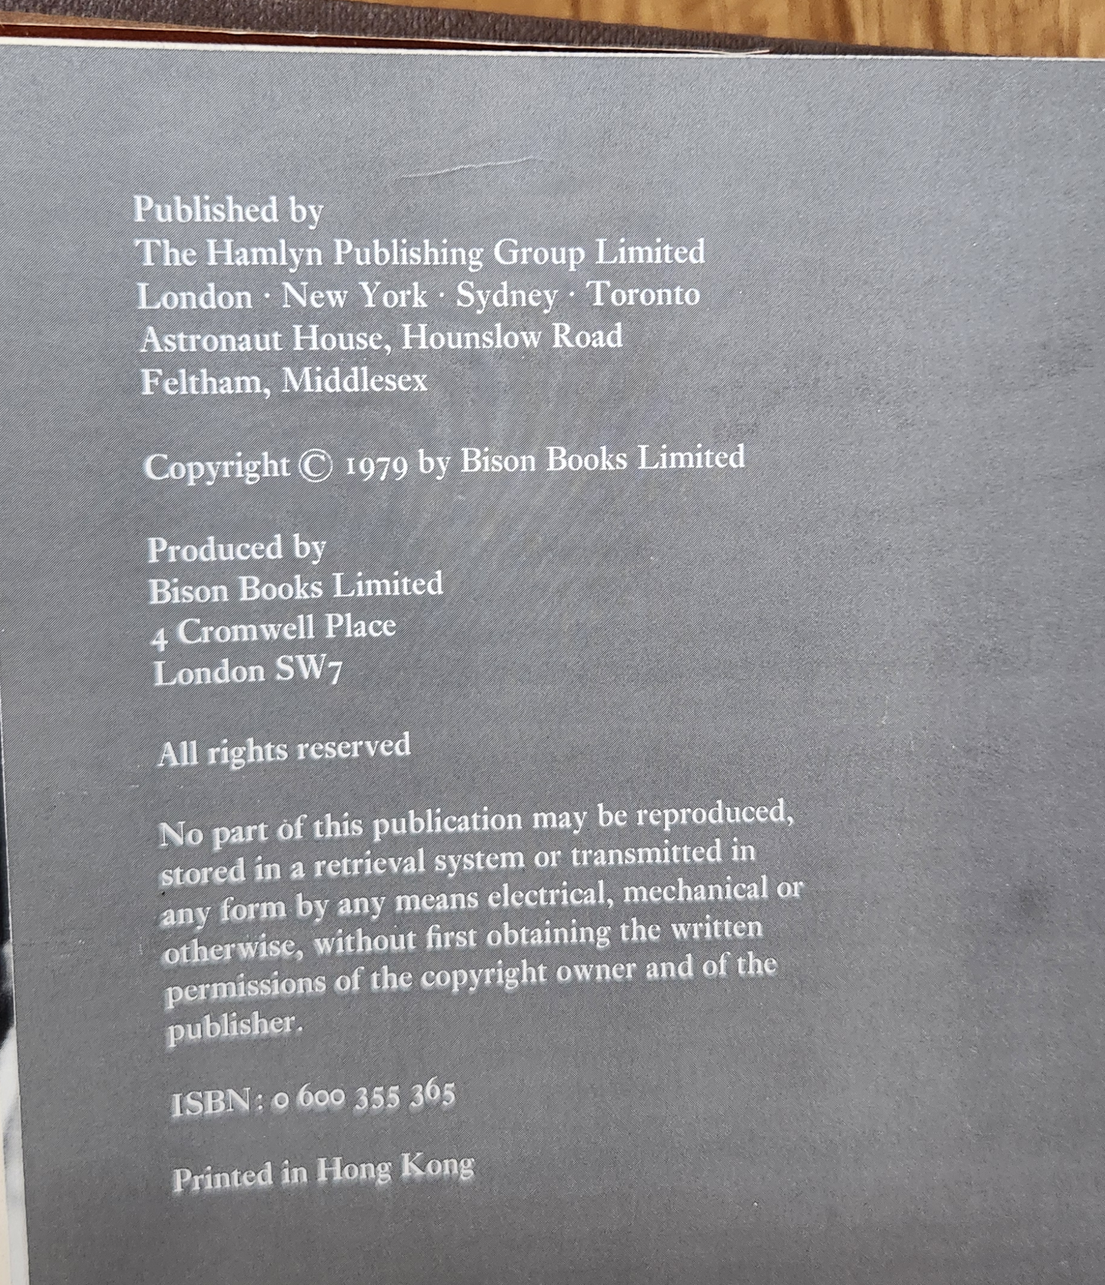 Published by
The Hamlyn Publishing Group Limited
London · New York · Sydney · Toronto
Astronaut House, Hounslow Road
Feltham, Middlesex
Copyright © 1979 by Bison Books Limited
Produced by
Bison Books Limited
4 Cromwell Place
London SW7
All rights reserved
No part of this publication may be reproduced,
stored in a retrieval system or transmitted in
any form by any means electrical, mechanical or
otherwise, without first obtaining the written
permissions of the copyright owner and of the
publisher.
ISBN: 0 600 355 365
Printed in Hong Kong